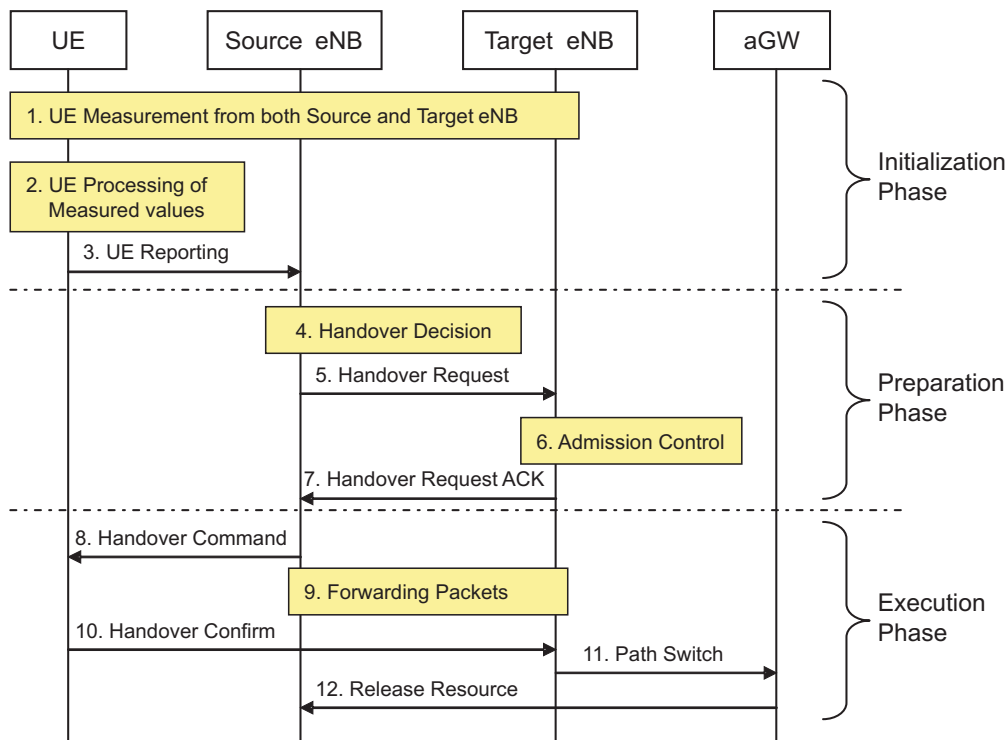 UE
Source eNB
Target eNB
aGW
1. UE Measurement from both Source and Target eNB
2. UE Processing of
Measured values
3. UE Reporting
Initialization
Phase
4. Handover Decision
5. Handover Request
6. Admission Control
7. Handover Request ACK
Preparation
Phase
8. Handover Command
9. Forwarding Packets
10. Handover Confirm
11. Path Switch
12. Release Resource
Execution
Phase